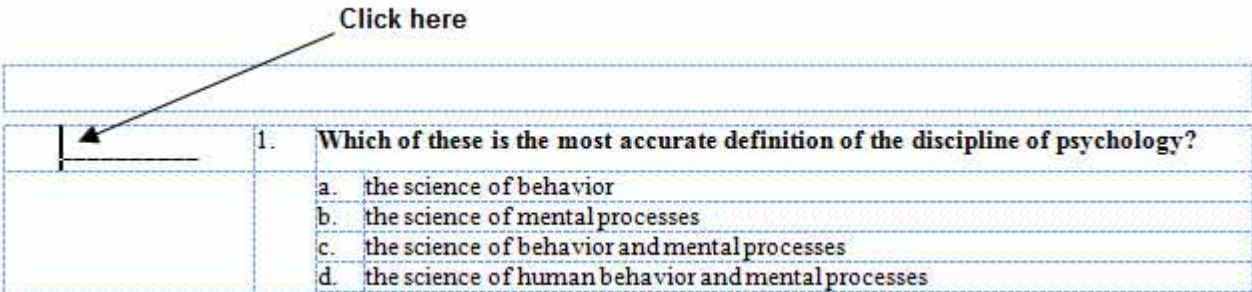 Click here
1. Which of these is the most accurate definition of the discipline of psychology?
a. the science of behavior
b. the science of mental processes
c. the science of behavior and mental processes
d. the science of human behavior and mental processes